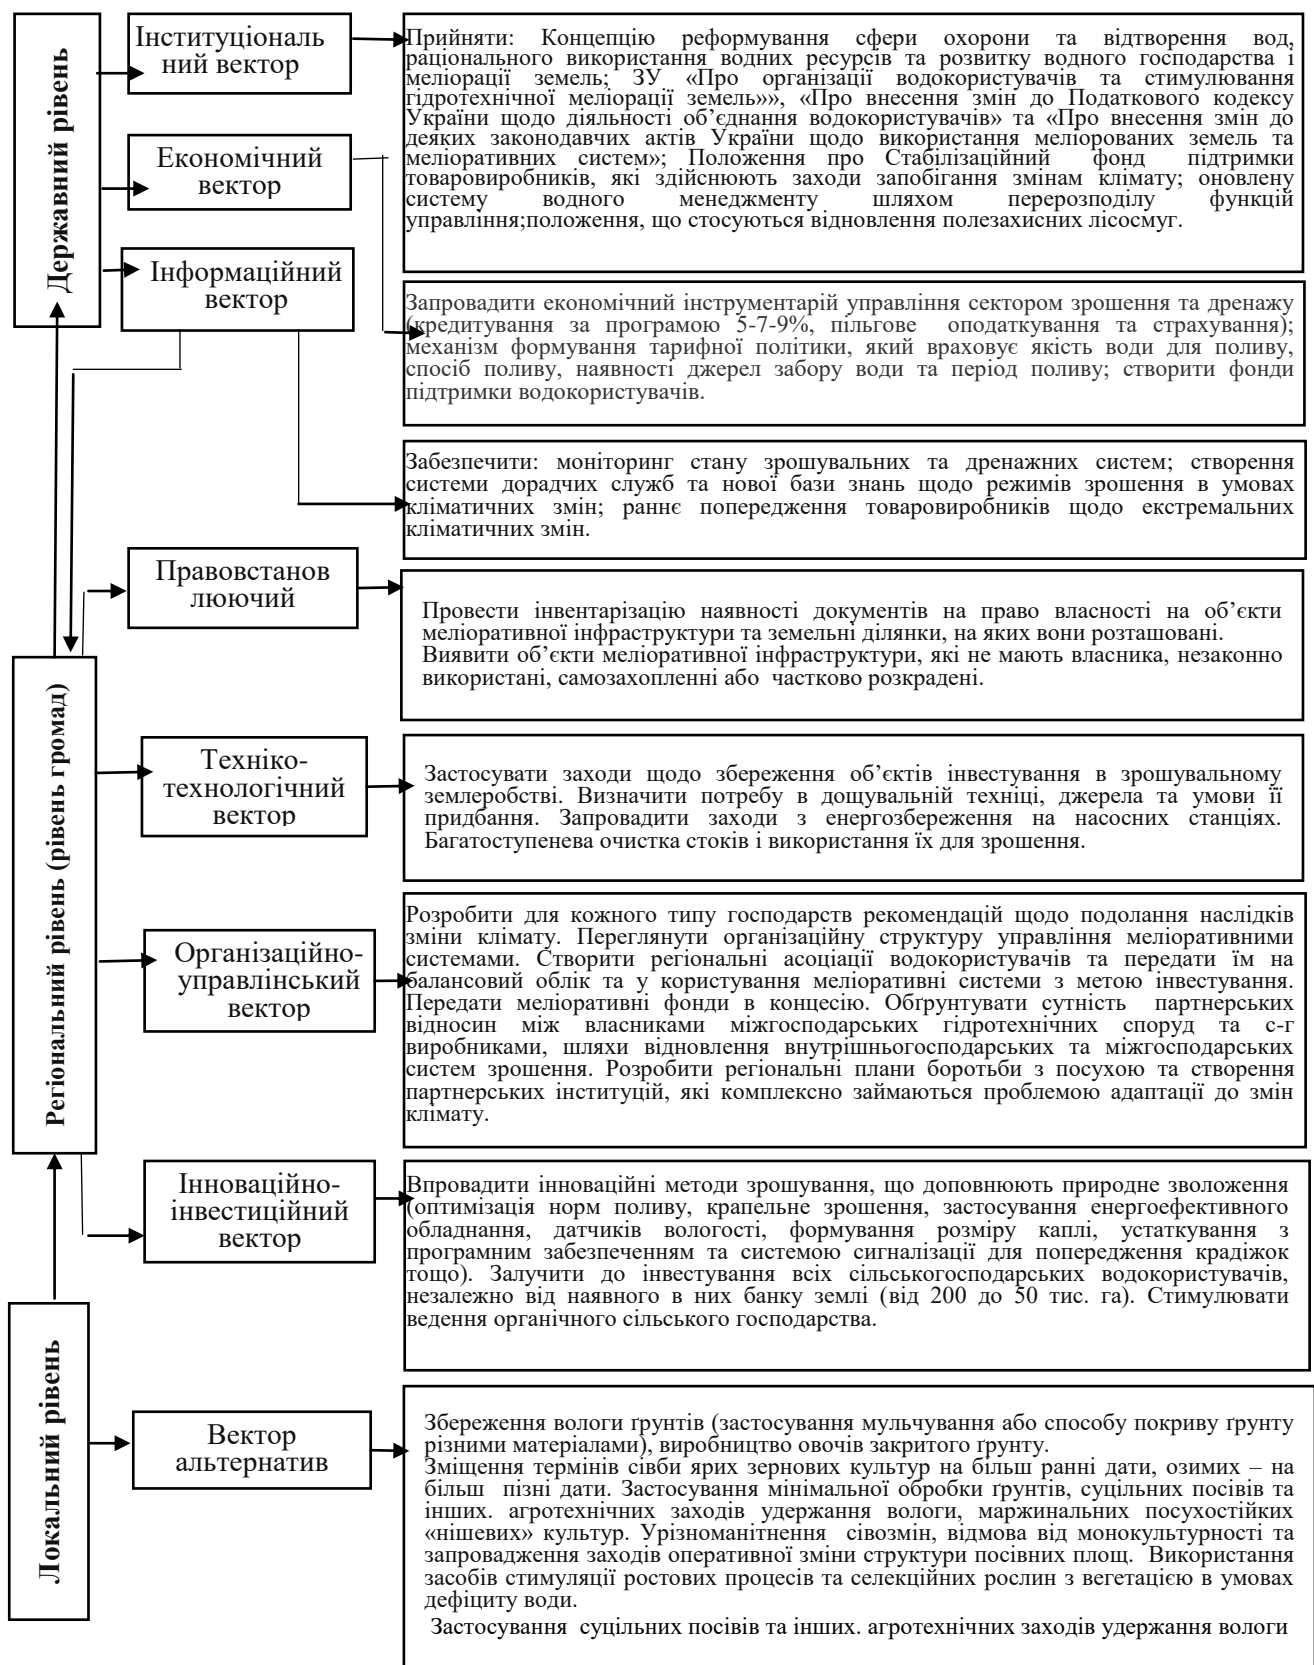 Державний рівень
Інституціональ
ний вектор
Прийняти: Концепцію реформування сфери охорони та відтворення вод,
раціонального використання водних ресурсів та розвитку водного господарства і
меліорації земель; ЗУ «Про організації водокористувачів та стимулювання
гідротехнічної меліорації земель»», «Про внесення змін до Податкового кодексу
України щодо діяльності об’єднання водокористувачів» та «Про внесення змін до
деяких законодавчих актів України щодо використання меліорованих земель та
меліоративних систем»; Положення про Стабілізаційний фонд підтримки
товаровиробників, які здійснюють заходи запобігання змінам клімату; оновлену
систему водного менеджменту шляхом перерозподілу функцій
управління;положення, що стосуються відновлення полезахисних лісосмуг.
Економічний
вектор
Інформаційний
вектор
Запровадити економічний інструментарій управління сектором зрошення та дренажу
(кредитування за програмою 5-7-9%, пільгове оподаткування та страхування);
механізм формування тарифної політики, який враховує якість води для поливу,
спосіб поливу, наявності джерел забору води та період поливу; створити фонди
підтримки водокористувачів.
Забезпечити: моніторинг стану зрошувальних та дренажних систем; створення
системи дорадчих служб та нової бази знань щодо режимів зрошення в умовах
кліматичних змін; раннє попередження товаровиробників щодо екстремальних
кліматичних змін.
Регіональний рівень (рівень громад)
Правовстанов
люючий
Провести інвентарізацію наявності документів на право власності на об’єкти
меліоративної інфраструктури та земельні ділянки, на яких вони розташовані.
Виявити об’єкти меліоративної інфраструктури, які не мають власника, незаконно
використані, самозахопленні або частково розкрадені.
Техніко-
технологічний
вектор
Застосувати заходи щодо збереження об’єктів інвестування в зрошувальному
землеробстві. Визначити потребу в дощувальній техніці, джерела та умови її
придбання. Запровадити заходи з енергозбереження на насосних станціях.
Багатоступенева очистка стоків і використання їх для зрошення.
Організаційно-
управлінський
вектор
Розробити для кожного типу господарств рекомендацій щодо подолання наслідків
зміни клімату. Переглянути організаційну структуру управління меліоративними
системами. Створити регіональні асоціації водокористувачів та передати їм на
балансовий облік та у користування меліоративні системи з метою інвестування.
Передати меліоративні фонди в концесію. Обґрунтувати сутність партнерських
відносин між власниками міжгосподарських гідротехнічних споруд та с-г
виробниками, шляхи відновлення внутрішньогосподарських та міжгосподарських
систем зрошення. Розробити регіональні плани боротьби з посухою та створення
партнерських інституцій, які комплексно займаються проблемою адаптації до змін
клімату.
Інноваційно-
інвестиційний
вектор
Впровадити інноваційні методи зрошування, що доповнюють природне зволоження
(оптимізація норм поливу, крапельне зрошення, застосування енергоефективного
обладнання, датчиків вологості, формування розміру каплі, устаткування з
програмним забезпеченням та системою сигналізації для попередження крадіжок
тощо). Залучити до інвестування всіх сільськогосподарських водокористувачів,
незалежно від наявного в них банку землі (від 200 до 50 тис. га). Стимулювати
ведення органічного сільського господарства.
Локальний рівень
Вектор
альтернатив
Збереження вологи ґрунтів (застосування мульчування або способу покриву ґрунту
різними матеріалами), виробництво овочів закритого ґрунту.
Зміщення термінів сівби ярих зернових культур на більш ранні дати, озимих – на
більш пізні дати. Застосування мінімальної обробки ґрунтів, суцільних посівів та
інших. агротехнічних заходів удержання вологи, маржинальних посухостійких
«нішевих» культур. Урізноманітнення сівозмін, відмова від монокультурності та
запровадження заходів оперативної зміни структури посівних площ. Використання
засобів стимуляції ростових процесів та селекційних рослин з вегетацією в умовах
дефіциту води.
Застосування суцільних посівів та інших. агротехнічних заходів удержання вологи